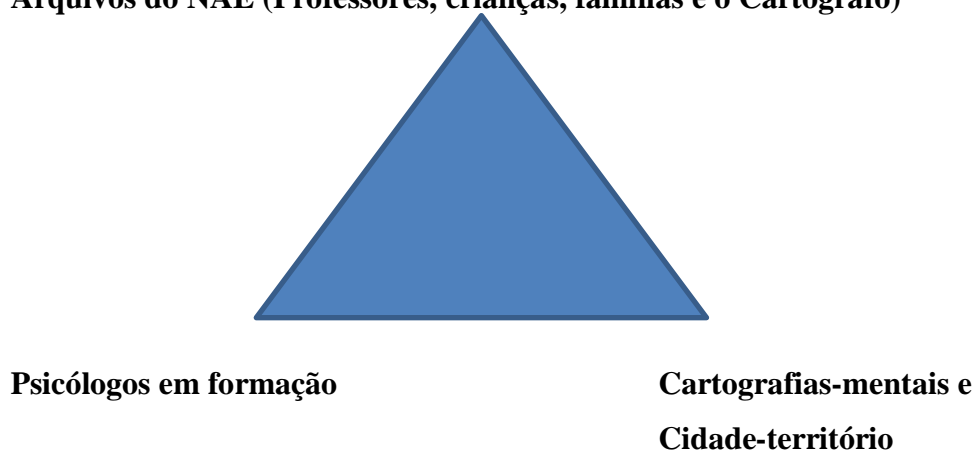 Arquivos do NAE (Professores, crianças, famílias e o Cartógrafo)
Psicólogos em formação
Cartografias-mentais e
Cidade-território